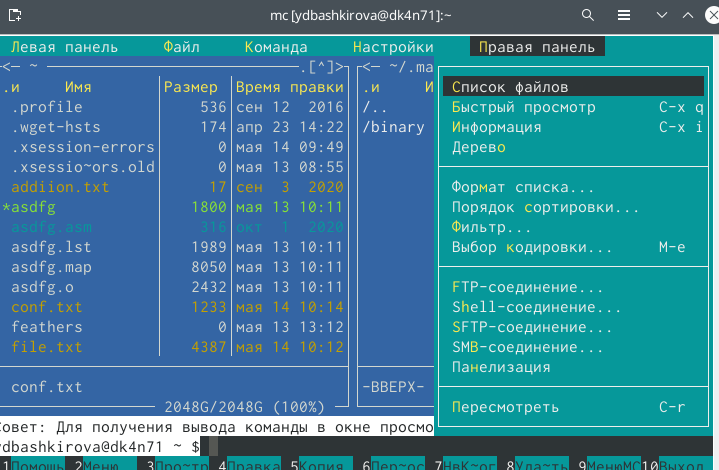 mc [ydbashkirova@dk4n71]:~
Левая панель Файл Команда Настройки Правая панель
<─ ~ .[^]> <─ ~/.ma
.и Имя Размер Время правки .и И
.profile 536 сен 12 2016 /..
.wget-hsts 174 апр 23 14:22 /binary
.xsession-errors 0 мая 14 09:49
.xsessio~ors.old 0 мая 13 08:55
addiion.txt 17 сен 3 2020
*asdfg 1800 мая 13 10:11
asdfg.asm 316 окт 1 2020
asdfg.lst 1989 мая 13 10:11
asdfg.map 8050 мая 13 10:11
asdfg.o 2432 мая 13 10:11
conf.txt 1233 мая 14 10:14
feathers 0 мая 13 13:12
file.txt 4387 мая 14 10:12
conf.txt -ВВЕРХ-
2048G/2048G (100%)
Список файлов
Быстрый просмотр C-x q
Информация C-x i
Дерево
Формат списка...
Порядок сортировки...
Фильтр...
Выбор кодировки... M-e
FTP-соединение...
Shell-соединение...
SFTP-соединение...
SMB-соединение...
Панелизация
Пересмотреть C-r
Совет: Для получения вывода команды в окне просмо
ydbashkirova@dk4n71 ~ $
1Помощь 2Меню 3Про~тр 4Правка 5Копия 6Пер~ос 7НвК~ог 8Уда~ть 9МенюMC 10Выход